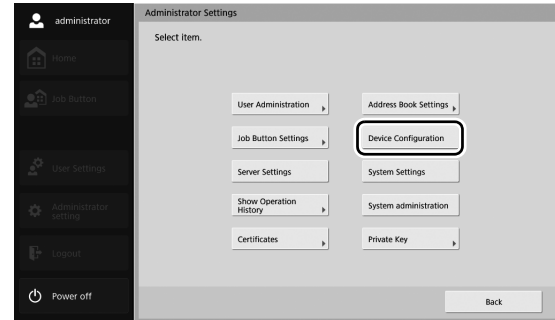 administrator
Home
Job Button
User Settings
Administrator
setting
Logout
Power off
Administrator Settings
Select item.
User Administration
Address Book Settings
Job Button Settings
Device Configuration
Server Settings
System Settings
Show Operation
History
System administration
Certificates
Private Key
Back